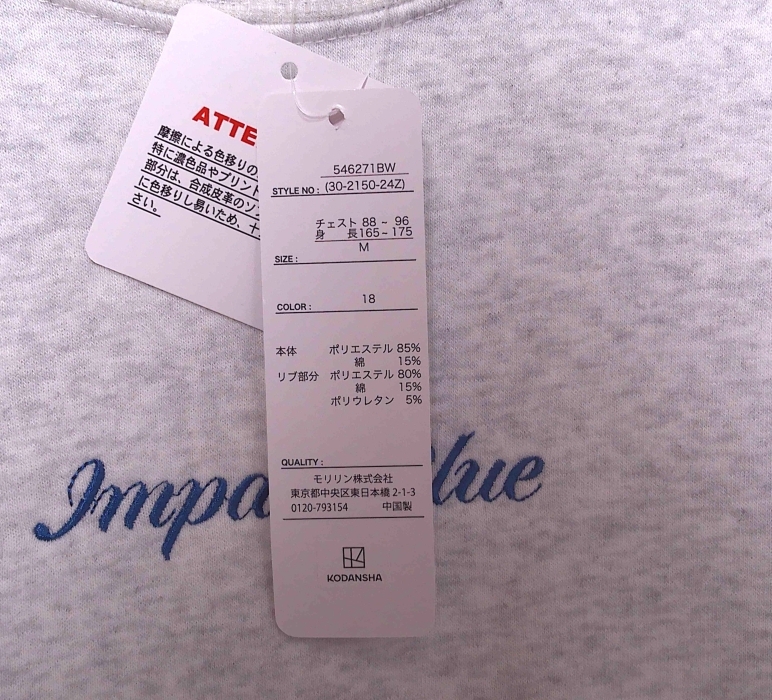 ATTE
摩擦による色移りの
特に濃色品やプリント
部分は、合成皮革のソフ
に色移りし易いため、十
さい。
546271BW
STYLE NO : (30-2150-24Z)
チェスト 88 ~ 96
身 長165~175
M
SIZE :
18
COLOR :
本体 ポリエステル 85%
綿 15%
リブ部分 ポリエステル 80%
綿 15%
ポリウレタン 5%
QUALITY :
モリリン株式会社
東京都中央区東日本橋 2-1-3
0120-793154 中国製
KODANSHA
Impa lue